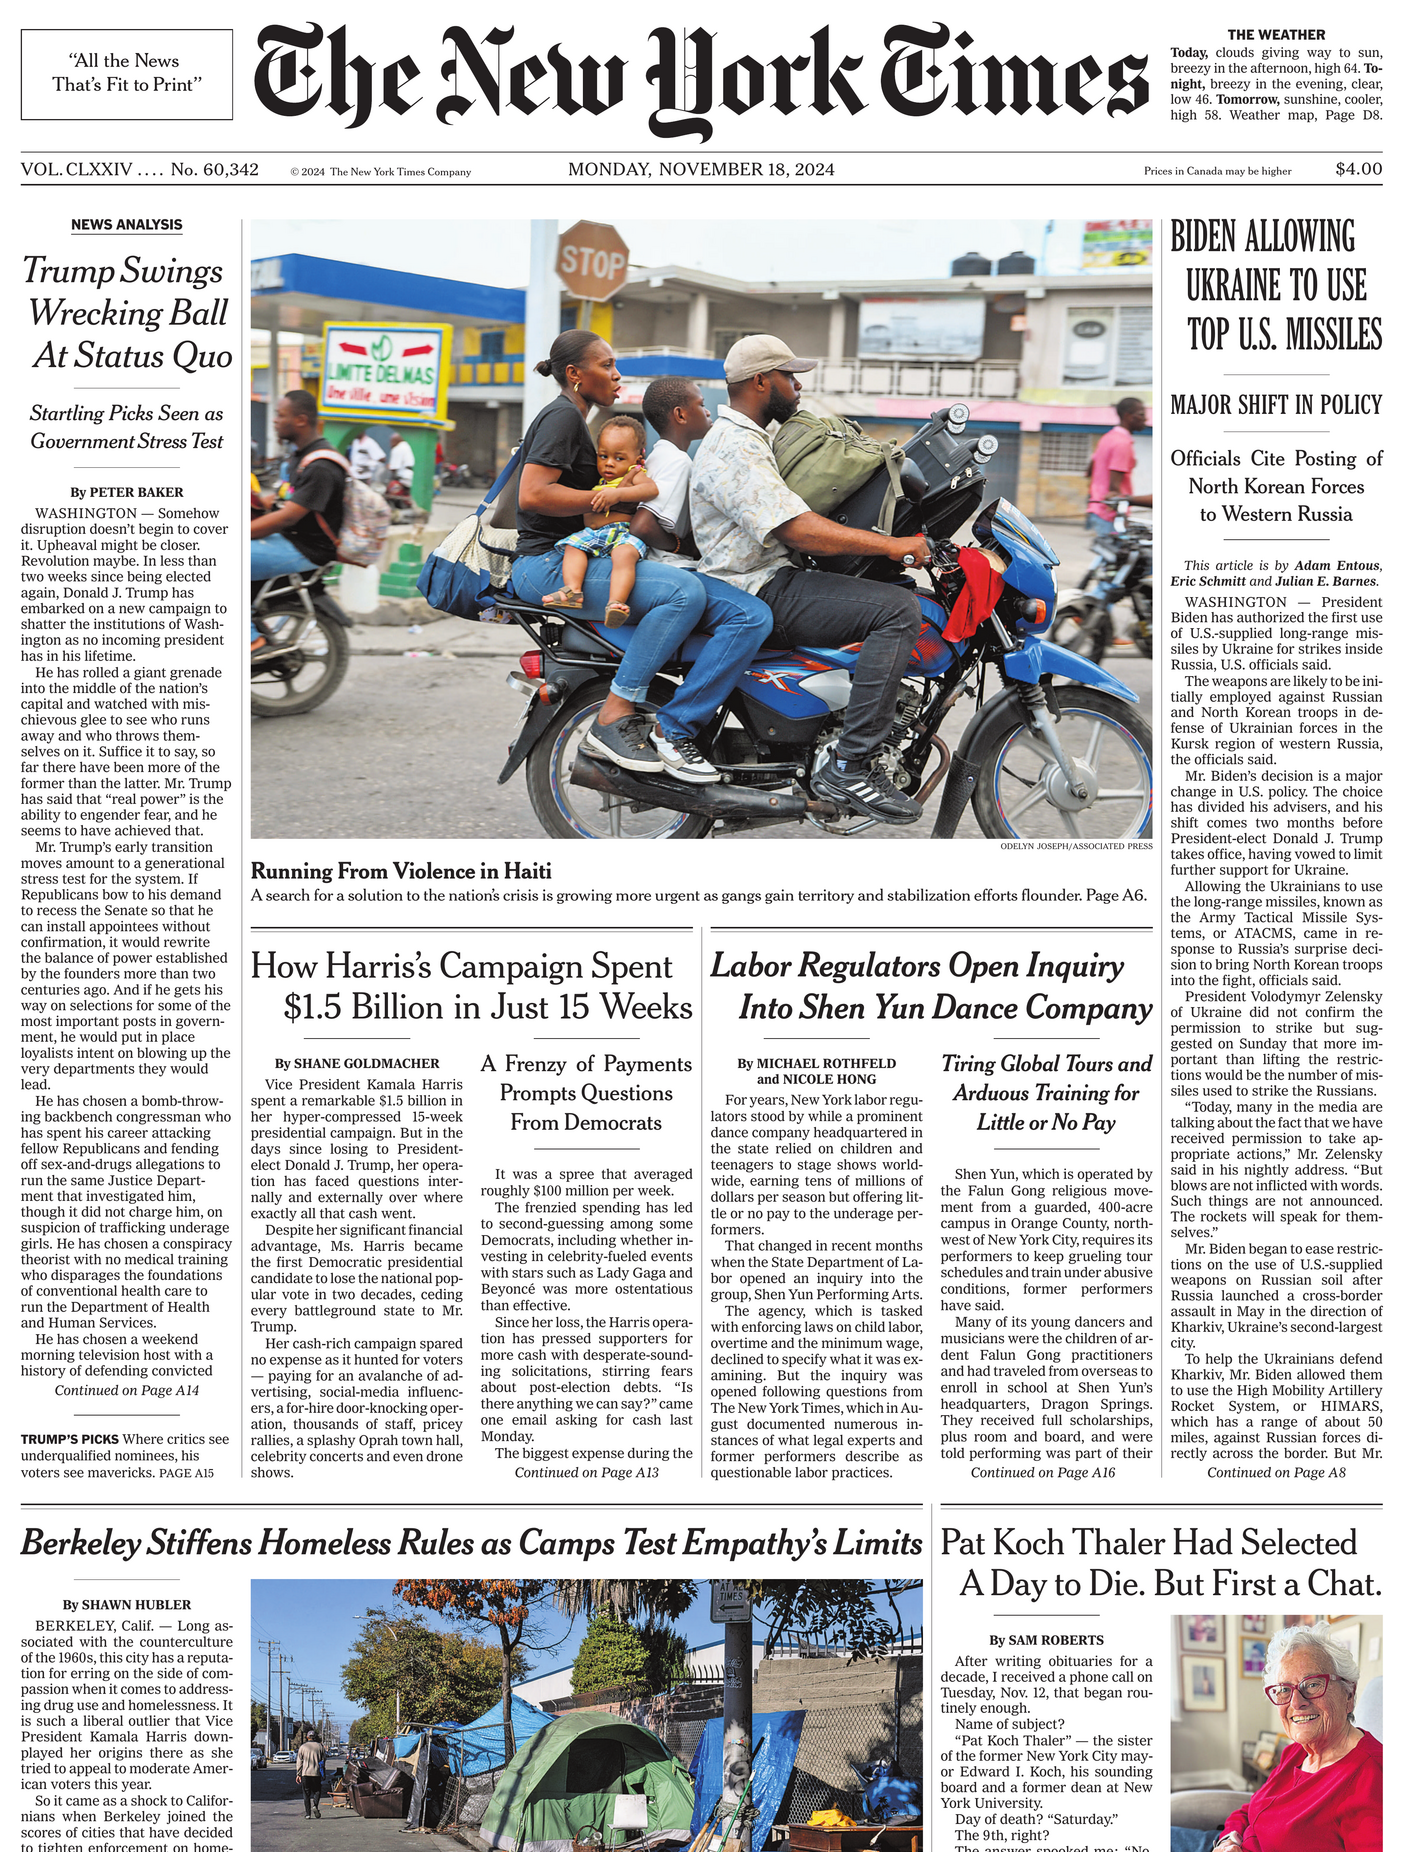 “All the News
That’s Fit to Print”
The New York Times
THE WEATHER
Today, clouds giving way to sun,
breezy in the afternoon, high 64. To-
night, breezy in the evening, clear,
low 46. Tomorrow, sunshine, cooler,
high 58. Weather map, Page D8.
VOL. CLXXIV .... No. 60,342
© 2024 The New York Times Company
MONDAY, NOVEMBER 18, 2024
Prices in Canada may be higher
$4.00
NEWS ANALYSIS
Trump Swings
Wrecking Ball
At Status Quo
Startling Picks Seen as
Government Stress Test
By PETER BAKER
WASHINGTON — Somehow
disruption doesn’t begin to cover
it. Upheaval might be closer.
Revolution maybe. In less than
two weeks since being elected
again, Donald J. Trump has
embarked on a new campaign to
shatter the institutions of Wash-
ington as no incoming president
has in his lifetime.
He has rolled a giant grenade
into the middle of the nation’s
capital and watched with mis-
chievous glee to see who runs
away and who throws them-
selves on it. Suffice it to say, so
far there have been more of the
former than the latter. Mr. Trump
has said that “real power” is the
ability to engender fear, and he
seems to have achieved that.
Mr. Trump’s early transition
moves amount to a generational
stress test for the system. If
Republicans bow to his demand
to recess the Senate so that he
can install appointees without
confirmation, it would rewrite
the balance of power established
by the founders more than two
centuries ago. And if he gets his
way on selections for some of the
most important posts in govern-
ment, he would put in place
loyalists intent on blowing up the
very departments they would
lead.
He has chosen a bomb-throw-
ing backbench congressman who
has spent his career attacking
fellow Republicans and fending
off sex-and-drugs allegations to
run the same Justice Depart-
ment that investigated him,
though it did not charge him, on
suspicion of trafficking underage
girls. He has chosen a conspiracy
theorist with no medical training
who disparages the foundations
of conventional health care to
run the Department of Health
and Human Services.
He has chosen a weekend
morning television host with a
history of defending convicted
Continued on Page A14
TRUMP’S PICKS Where critics see
underqualified nominees, his
voters see mavericks. PAGE A15
STOP
LIMITE DELMAS
Une ville, une vision
ODELYN JOSEPH/ASSOCIATED PRESS
Running From Violence in Haiti
A search for a solution to the nation’s crisis is growing more urgent as gangs gain territory and stabilization efforts flounder. Page A6.
How Harris’s Campaign Spent
$1.5 Billion in Just 15 Weeks
By SHANE GOLDMACHER
Vice President Kamala Harris
spent a remarkable $1.5 billion in
her hyper-compressed 15-week
presidential campaign. But in the
days since losing to President-
elect Donald J. Trump, her opera-
tion has faced questions inter-
nally and externally over where
exactly all that cash went.
Despite her significant financial
advantage, Ms. Harris became
the first Democratic presidential
candidate to lose the national pop-
ular vote in two decades, ceding
every battleground state to Mr.
Trump.
Her cash-rich campaign spared
no expense as it hunted for voters
— paying for an avalanche of ad-
vertising, social-media influenc-
ers, a for-hire door-knocking oper-
ation, thousands of staff, pricey
rallies, a splashy Oprah town hall,
celebrity concerts and even drone
shows.
A Frenzy of Payments
Prompts Questions
From Democrats
It was a spree that averaged
roughly $100 million per week.
The frenzied spending has led
to second-guessing among some
Democrats, including whether in-
vesting in celebrity-fueled events
with stars such as Lady Gaga and
Beyoncé was more ostentatious
than effective.
Since her loss, the Harris opera-
tion has pressed supporters for
more cash with desperate-sound-
ing solicitations, stirring fears
about post-election debts. “Is
there anything we can say?” came
one email asking for cash last
Monday.
The biggest expense during the
Continued on Page A13
Labor Regulators Open Inquiry
Into Shen Yun Dance Company
By MICHAEL ROTHFELD
and NICOLE HONG
For years, New York labor regu-
lators stood by while a prominent
dance company headquartered in
the state relied on children and
teenagers to stage shows world-
wide, earning tens of millions of
dollars per season but offering lit-
tle or no pay to the underage per-
formers.
That changed in recent months
when the State Department of La-
bor opened an inquiry into the
group, Shen Yun Performing Arts.
The agency, which is tasked
with enforcing laws on child labor,
overtime and the minimum wage,
declined to specify what it was ex-
amining. But the inquiry was
opened following questions from
The New York Times, which in Au-
gust documented numerous in-
stances of what legal experts and
former performers describe as
questionable labor practices.
Tiring Global Tours and
Arduous Training for
Little or No Pay
Shen Yun, which is operated by
the Falun Gong religious move-
ment from a guarded, 400-acre
campus in Orange County, north-
west of New York City, requires its
performers to keep grueling tour
schedules and train under abusive
conditions, former performers
have said.
Many of its young dancers and
musicians were the children of ar-
dent Falun Gong practitioners
and had traveled from overseas to
enroll in school at Shen Yun’s
headquarters, Dragon Springs.
They received full scholarships,
plus room and board, and were
told performing was part of their
Continued on Page A16
BIDEN ALLOWING
UKRAINE TO USE
TOP U.S. MISSILES
MAJOR SHIFT IN POLICY
Officials Cite Posting of
North Korean Forces
to Western Russia
This article is by Adam Entous,
Eric Schmitt and Julian E. Barnes.
WASHINGTON — President
Biden has authorized the first use
of U.S.-supplied long-range mis-
siles by Ukraine for strikes inside
Russia, U.S. officials said.
The weapons are likely to be ini-
tially employed against Russian
and North Korean troops in de-
fense of Ukrainian forces in the
Kursk region of western Russia,
the officials said.
Mr. Biden’s decision is a major
change in U.S. policy. The choice
has divided his advisers, and his
shift comes two months before
President-elect Donald J. Trump
takes office, having vowed to limit
further support for Ukraine.
Allowing the Ukrainians to use
the long-range missiles, known as
the Army Tactical Missile Sys-
tems, or ATACMS, came in re-
sponse to Russia’s surprise deci-
sion to bring North Korean troops
into the fight, officials said.
President Volodymyr Zelensky
of Ukraine did not confirm the
permission to strike but sug-
gested on Sunday that more im-
portant than lifting the restric-
tions would be the number of mis-
siles used to strike the Russians.
“Today, many in the media are
talking about the fact that we have
received permission to take ap-
propriate actions,” Mr. Zelensky
said in his nightly address. “But
blows are not inflicted with words.
Such things are not announced.
The rockets will speak for them-
selves.”
Mr. Biden began to ease restric-
tions on the use of U.S.-supplied
weapons on Russian soil after
Russia launched a cross-border
assault in May in the direction of
Kharkiv, Ukraine’s second-largest
city.
To help the Ukrainians defend
Kharkiv, Mr. Biden allowed them
to use the High Mobility Artillery
Rocket System, or HIMARS,
which has a range of about 50
miles, against Russian forces di-
rectly across the border. But Mr.
Continued on Page A8
Berkeley Stiffens Homeless Rules as Camps Test Empathy’s Limits
By SHAWN HUBLER
BERKELEY, Calif. — Long as-
sociated with the counterculture
of the 1960s, this city has a reputa-
tion for erring on the side of com-
passion when it comes to address-
ing drug use and homelessness. It
is such a liberal outlier that Vice
President Kamala Harris down-
played her origins there as she
tried to appeal to moderate Amer-
ican voters this year.
So it came as a shock to Califor-
nians when Berkeley joined the
scores of cities that have decided
to tighten enforcement on home-
AT
TIMES
Pat Koch Thaler Had Selected
A Day to Die. But First a Chat.
By SAM ROBERTS
After writing obituaries for a
decade, I received a phone call on
Tuesday, Nov. 12, that began rou-
tinely enough.
Name of subject?
“Pat Koch Thaler” — the sister
of the former New York City may-
or Edward I. Koch, his sounding
board and a former dean at New
York University.
Day of death? “Saturday.”
The 9th, right?
The answer spooked me: “No,